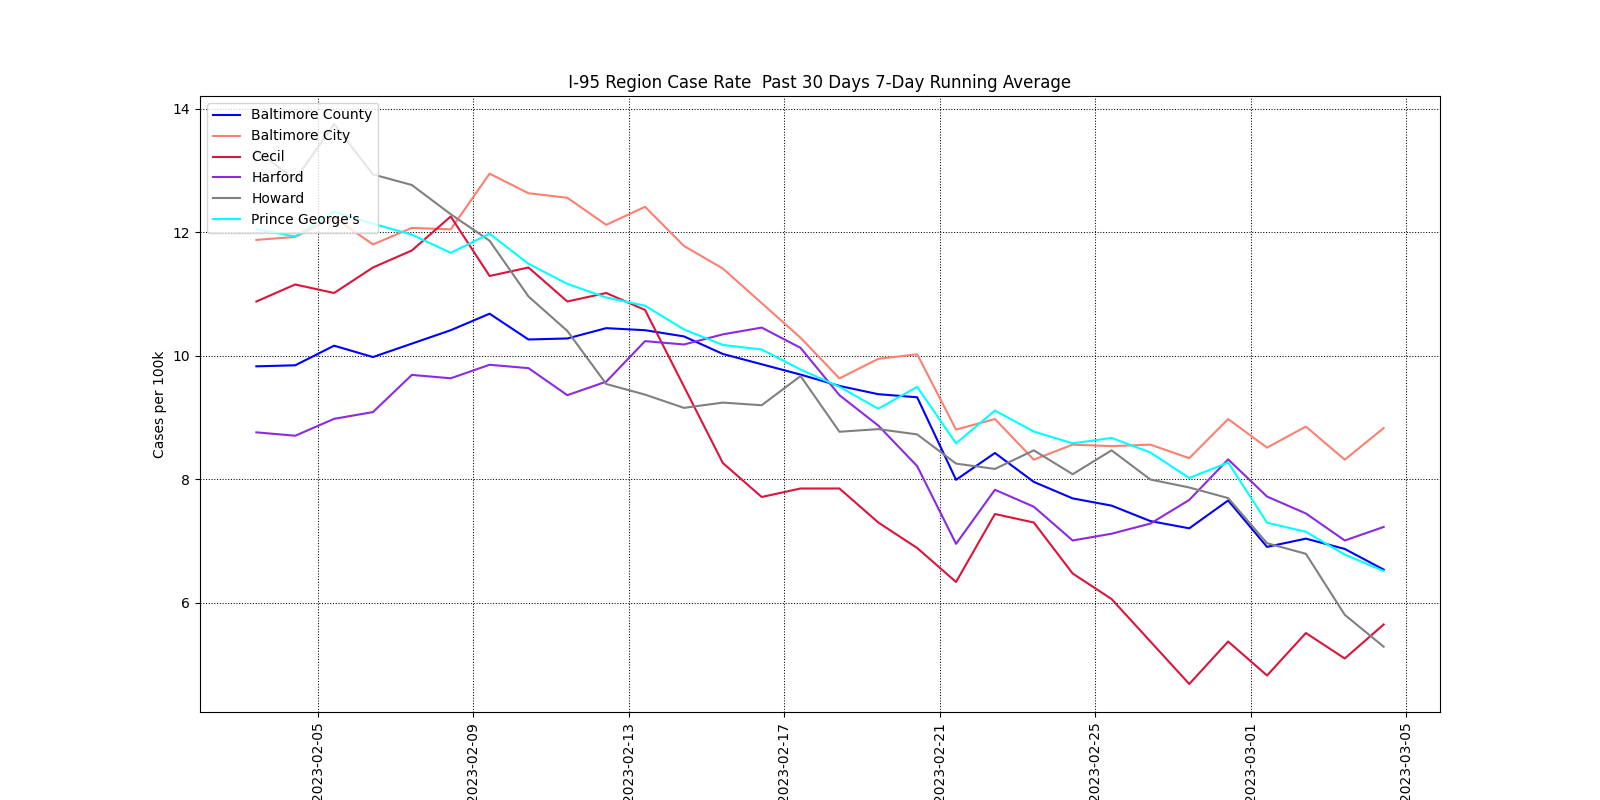 I-95 Region Case Rate  Past 30 Days 7-Day Running Average
Baltimore County
Baltimore City
Cecil
Harford
Howard
Prince George's
Cases per 100k
14
12
10
8
6
2023-02-05
2023-02-09
2023-02-13
2023-02-17
2023-02-21
2023-02-25
2023-03-01
2023-03-05